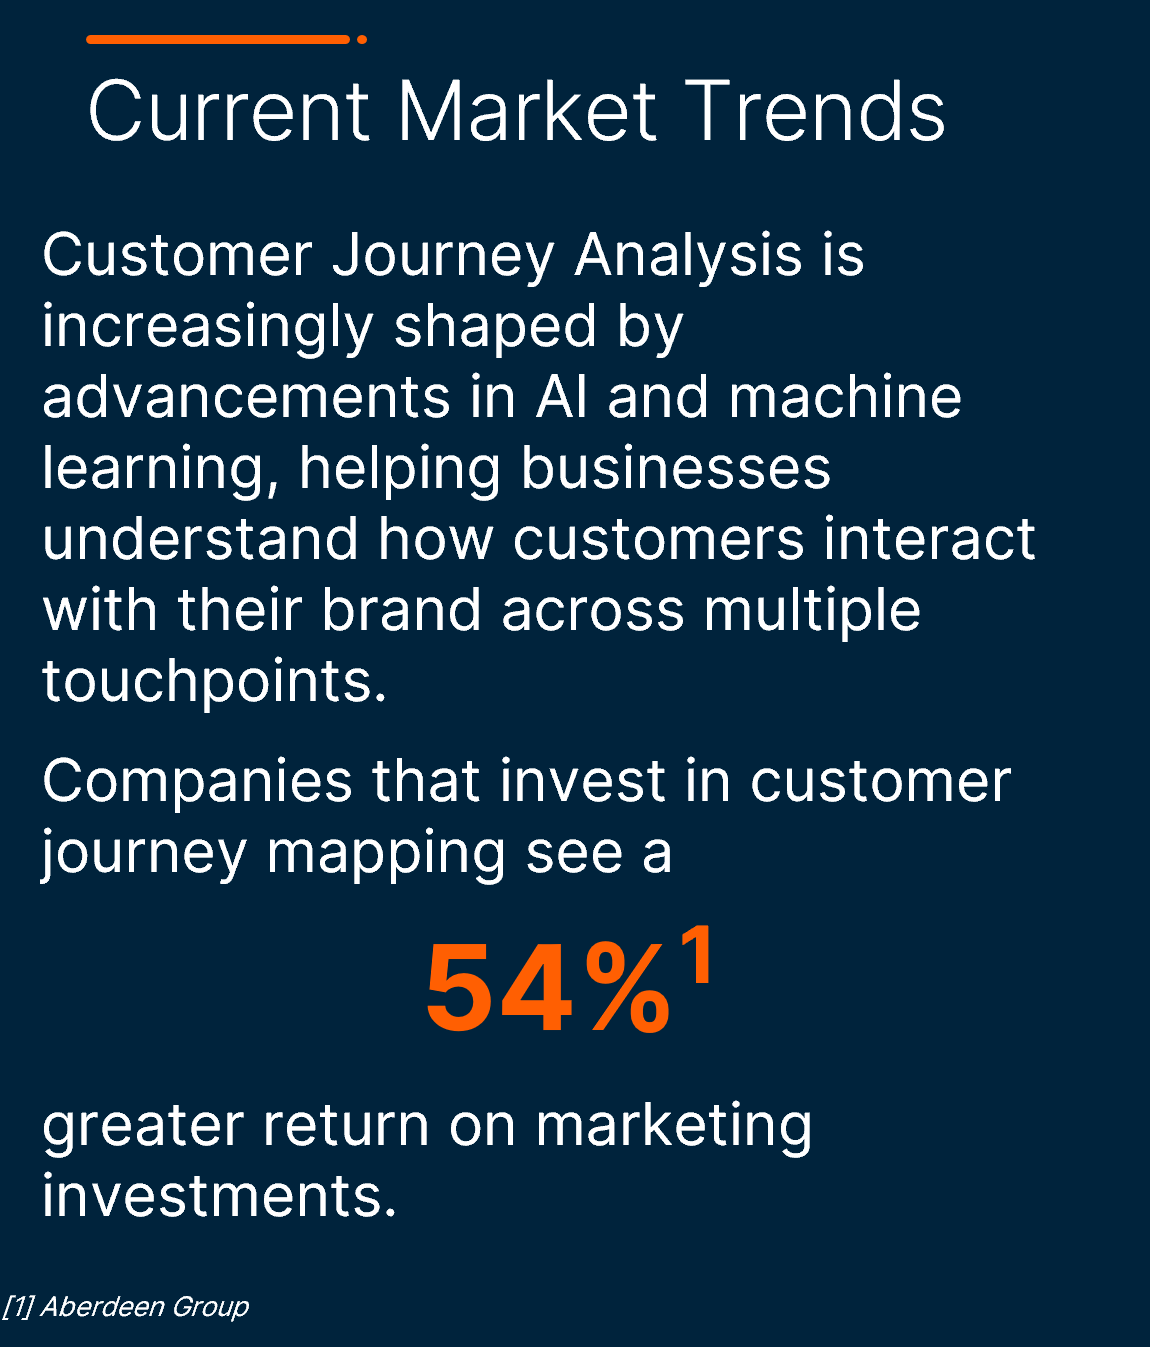 Current Market Trends
Customer Journey Analysis is
increasingly shaped by
advancements in AI and machine
learning, helping businesses
understand how customers interact
with their brand across multiple
touchpoints.
Companies that invest in customer
journey mapping see a
54%¹
greater return on marketing
investments.
[1] Aberdeen Group